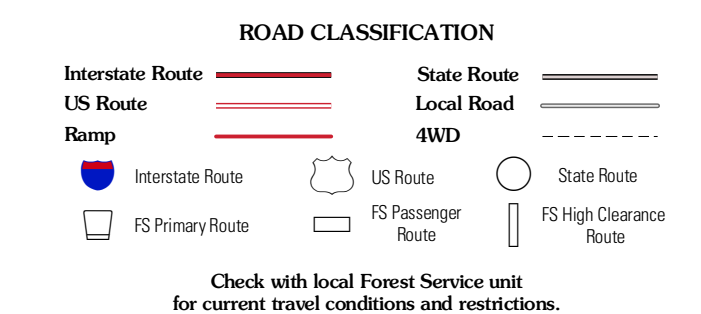 ROAD CLASSIFICATION
Interstate Route
State Route
US Route
Local Road
Ramp
4WD
Interstate Route
US Route
State Route
FS Primary Route
FS Passenger
Route
FS High Clearance
Route
Check with local Forest Service unit
for current travel conditions and restrictions.